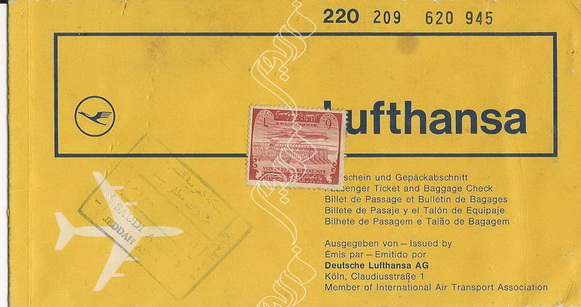 220 209 620 945
Lufthansa
schein und Gepäckabschnitt
Passenger Ticket and Baggage Check
Billet de Passage et Bulletin de Bagages
Billete de Pasaje y el Talón de Equipaje
Bilhete de Pasagem e Talão de Bagagem
Ausgegeben von – Issued by
Émis par – Emitido por
Deutsche Lufthansa AG
Köln, Claudiusstraße 1
Member of International Air Transport Association
SAUDI
JEDDAH